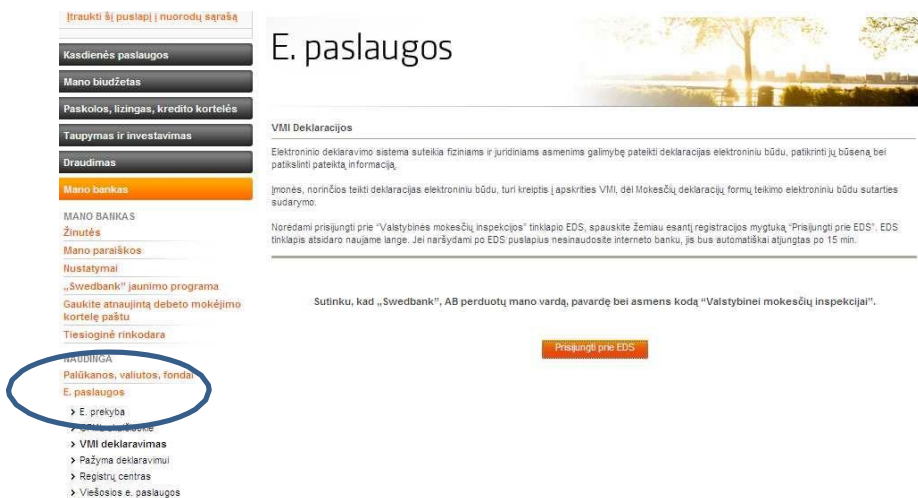 Įtraukti šį puslapį į nuorodų sąrašą
Kasdienės paslaugos
Mano biudžetas
Paskolos, lizingas, kredito kortelės
Taupymas ir investavimas
Draudimas
Mano bankas
MANO BANKAS
Žinutės
Mano paraiškos
Nustatymai
„Swedbank” jaunimo programa
Gaukite atnaujintą debeto mokėjimo
kortelę paštu
Tiesioginė rinkodara
NAUDINGA
Palūkanos, valiutos, fondai
E. paslaugos
E. prekyba
VMI deklaravimas
Pažyma deklaravimui
Registrų centras
Viešosios e. paslaugos
E. paslaugos
VMI Deklaracijos
Elektroninio deklaravimo sistema suteikia fiziniams ir juridiniams asmenims galimybę pateikti deklaracijas elektroniniu būdu, patikrinti jų būseną bei
patikslinti pateiktą informaciją.
Įmonės, norinčios teikti deklaracijas elektroniniu būdu, turi kreiptis į apskrities VMI, dėl Mokesčių deklaracijų formų teikimo elektroniniu būdu sutarties
sudarymo.
Norėdami prisijungti prie “Valstybinės mokesčių inspekcijos” tinklapio EDS, spauskite žemiau esantį registracijos mygtuką “Prisijungti prie EDS”. EDS
tinklapis atsidaro naujame lange. Jei naršydami po EDS puslapius nesinaudosite interneto banku, jis bus automatiškai atjungtas po 15 min.
Sutinku, kad „Swedbank”, AB perduotų mano vardą, pavardę bei asmens kodą “Valstybinei mokesčių inspekcijai”.
Prisijungti prie EDS